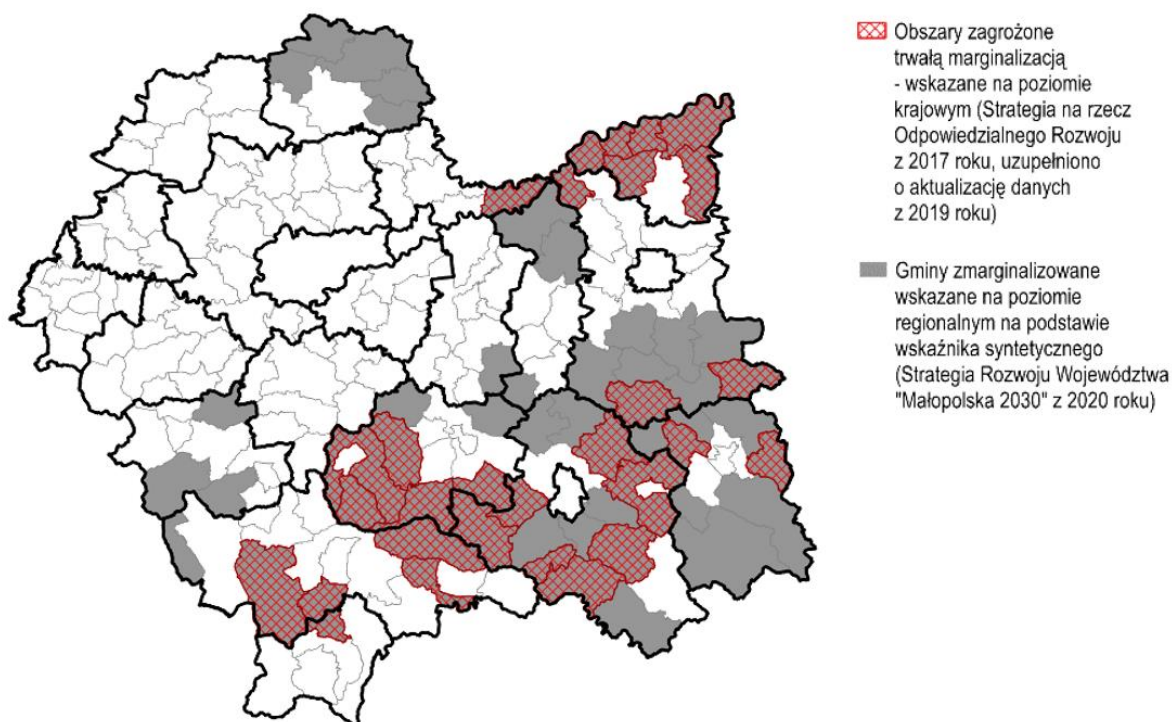 Obszary zagrożone
trwałą marginalizacją
- wskazane na poziomie
krajowym (Strategia na rzecz
Odpowiedzialnego Rozwoju
z 2017 roku, uzupełniono
o aktualizację danych
z 2019 roku)
Gminy zmarginalizowane
wskazane na poziomie
regionalnym na podstawie
wskaźnika syntetycznego
(Strategia Rozwoju Województwa
"Małopolska 2030" z 2020 roku)